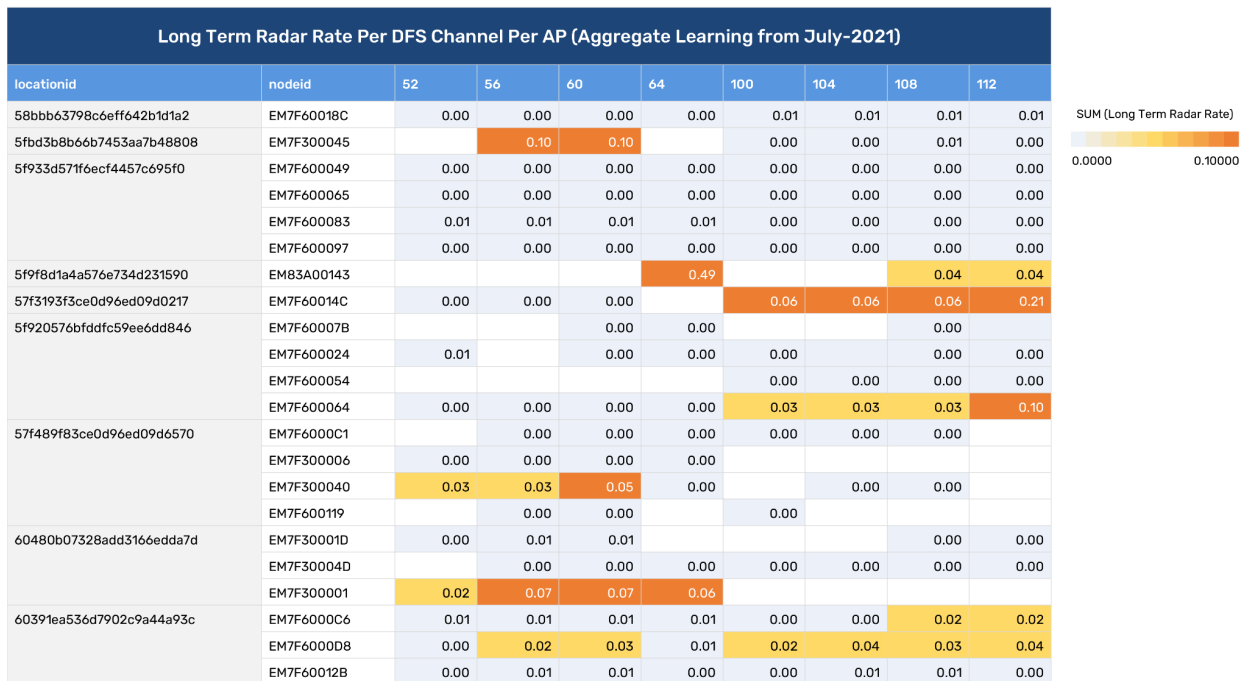 Long Term Radar Rate Per DFS Channel Per AP (Aggregate Learning from July-2021)
locationid nodeid 52 56 60 64 100 104 108 112
58bbb63798c6eff642b1d1a2 EM7F60018C 0.00 0.00 0.00 0.00 0.01 0.01 0.01 0.01
5fbd3b8b66b7453aa7b48808 EM7F300045 0.10 0.10 0.00 0.00 0.01 0.00
5f933d571f6ecf4457c695f0 EM7F600049 0.00 0.00 0.00 0.00 0.00 0.00 0.00 0.00
EM7F600065 0.00 0.00 0.00 0.00 0.00 0.00 0.00 0.00
EM7F600083 0.01 0.01 0.01 0.01 0.00 0.00 0.00 0.00
EM7F600097 0.00 0.00 0.00 0.00 0.00 0.00 0.00 0.00
5f9f8d1a4a576e734d231590 EM83A00143 0.49 0.04 0.04
57f3193f3ce0d96ed09d0217 EM7F60014C 0.00 0.00 0.00 0.06 0.06 0.06 0.21
5f920576bfddfc59ee6dd846 EM7F60007B 0.00 0.00 0.00
EM7F600024 0.01 0.00 0.00 0.00 0.00 0.00
EM7F600054 0.00 0.00 0.00 0.00
EM7F600064 0.00 0.00 0.00 0.00 0.03 0.03 0.03 0.10
57f489f83ce0d96ed09d6570 EM7F6000C1 0.00 0.00 0.00 0.00 0.00 0.00
EM7F300006 0.00 0.00 0.00 0.00
EM7F300040 0.03 0.03 0.05 0.00 0.00 0.00
EM7F600119 0.00 0.00 0.00
60480b07328add3166edda7d EM7F30001D 0.00 0.01 0.01 0.00 0.00
EM7F30004D 0.00 0.00 0.00 0.00 0.00 0.00 0.00
EM7F300001 0.02 0.07 0.07 0.06
60391ea536d7902c9a44a93c EM7F6000C6 0.01 0.01 0.01 0.01 0.00 0.00 0.02 0.02
EM7F6000D8 0.00 0.02 0.03 0.01 0.02 0.04 0.03 0.04
EM7F60012B 0.00 0.01 0.01 0.00 0.00 0.01 0.01 0.00
SUM (Long Term Radar Rate)
0.0000 0.10000